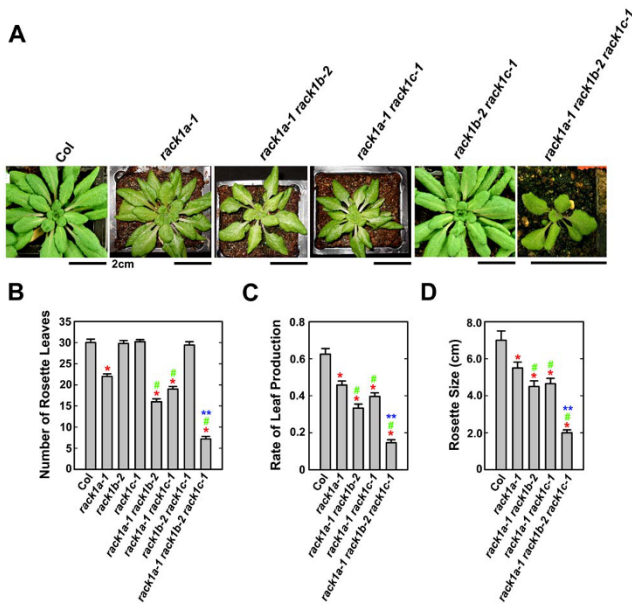 A
Col
rack1a-1
rack1a-1 rack1b-2
rack1a-1 rack1c-1
rack1b-2 rack1c-1
rack1a-1 rack1b-2 rack1c-1
2cm
B
Number of Rosette Leaves
35
30
25
20
15
10
5
0
*
#
*
#
*
**
#
*
Col
rack1a-1
rack1b-2
rack1c-1
rack1a-1 rack1b-2
rack1a-1 rack1c-1
rack1b-2 rack1c-1
rack1a-1 rack1b-2 rack1c-1
C
Rate of Leaf Production
0.8
0.6
0.4
0.2
0
*
#
*
#
*
**
#
*
Col
rack1a-1
rack1a-1 rack1b-2
rack1a-1 rack1c-1
rack1a-1 rack1b-2 rack1c-1
D
Rosette Size (cm)
8.0
6.0
4.0
2.0
0
*
#
*
#
*
**
#
*
Col
rack1a-1
rack1a-1 rack1b-2
rack1a-1 rack1c-1
rack1a-1 rack1b-2 rack1c-1